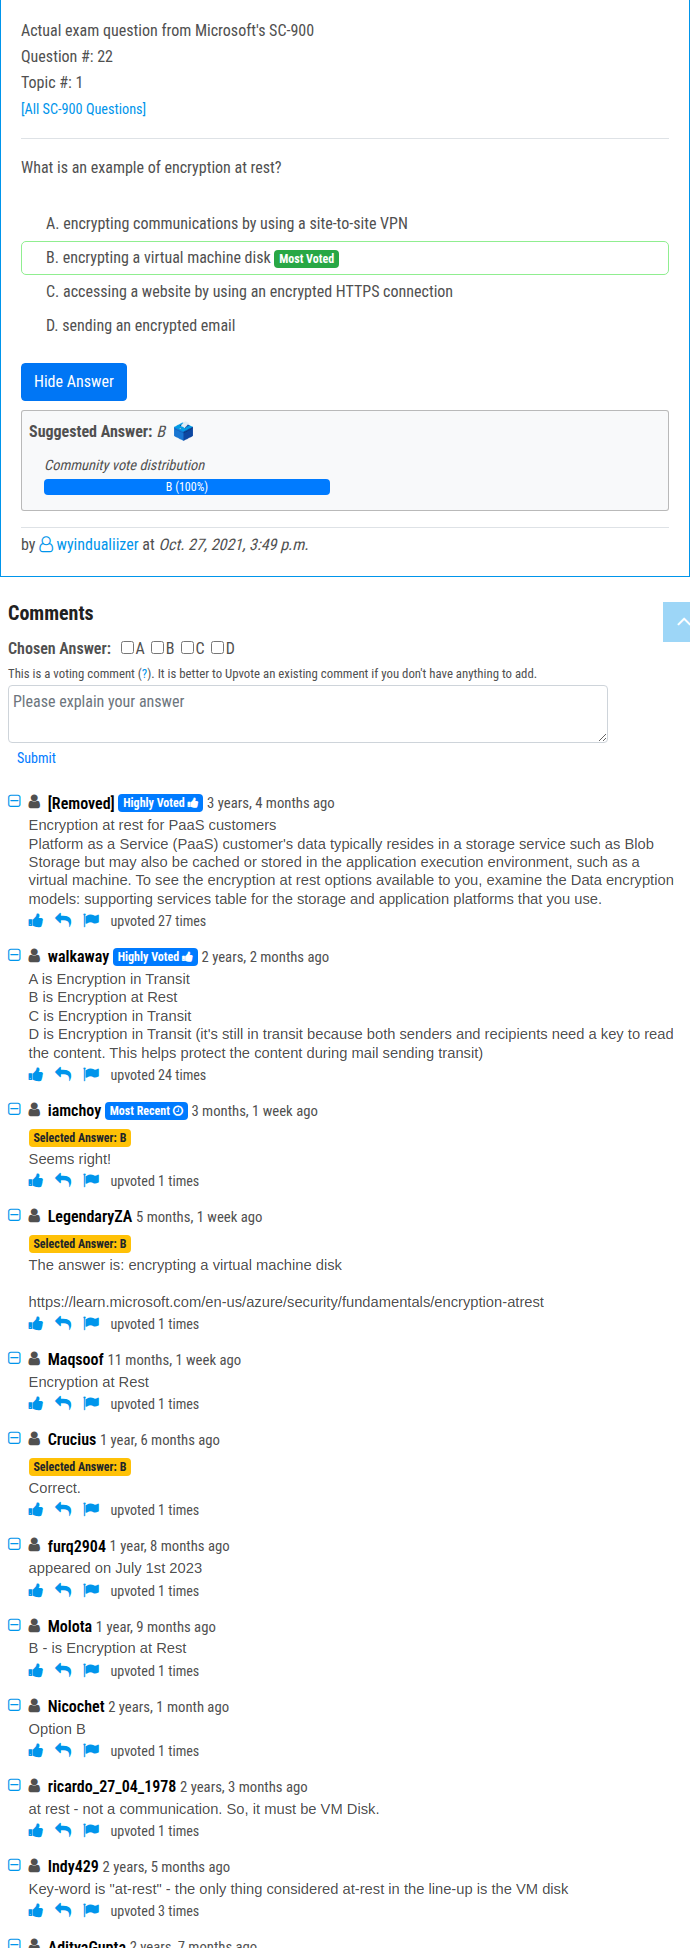 Actual exam question from Microsoft's SC-900
Question #: 22
Topic #: 1
[All SC-900 Questions]
What is an example of encryption at rest?
A. encrypting communications by using a site-to-site VPN
B. encrypting a virtual machine disk Most Voted
C. accessing a website by using an encrypted HTTPS connection
D. sending an encrypted email
Hide Answer
Suggested Answer: B
Community vote distribution
B (100%)
by wyindualiizer at Oct. 27, 2021, 3:49 p.m.
Comments
Chosen Answer: A B C D
This is a voting comment (?). It is better to Upvote an existing comment if you don't have anything to add.
Please explain your answer
Submit
[Removed] Highly Voted 3 years, 4 months ago
Encryption at rest for PaaS customers
Platform as a Service (PaaS) customer's data typically resides in a storage service such as Blob
Storage but may also be cached or stored in the application execution environment, such as a
virtual machine. To see the encryption at rest options available to you, examine the Data encryption
models: supporting services table for the storage and application platforms that you use.
upvoted 27 times
walkaway Highly Voted 2 years, 2 months ago
A is Encryption in Transit
B is Encryption at Rest
C is Encryption in Transit
D is Encryption in Transit (it's still in transit because both senders and recipients need a key to read
the content. This helps protect the content during mail sending transit)
upvoted 24 times
iamchoy Most Recent 3 months, 1 week ago
Selected Answer: B
Seems right!
upvoted 1 times
LegendaryZA 5 months, 1 week ago
Selected Answer: B
The answer is: encrypting a virtual machine disk
https://learn.microsoft.com/en-us/azure/security/fundamentals/encryption-atrest
upvoted 1 times
Maqsoof 11 months, 1 week ago
Encryption at Rest
upvoted 1 times
Crucius 1 year, 6 months ago
Selected Answer: B
Correct.
upvoted 1 times
furq2904 1 year, 8 months ago
appeared on July 1st 2023
upvoted 1 times
Molota 1 year, 9 months ago
B - is Encryption at Rest
upvoted 1 times
Nicochet 2 years, 1 month ago
Option B
upvoted 1 times
ricardo_27_04_1978 2 years, 3 months ago
at rest - not a communication. So, it must be VM Disk.
upvoted 1 times
Indy429 2 years, 5 months ago
Key-word is "at-rest" - the only thing considered at-rest in the line-up is the VM disk
upvoted 3 times
AdityaGupta 2 years, 7 months ago